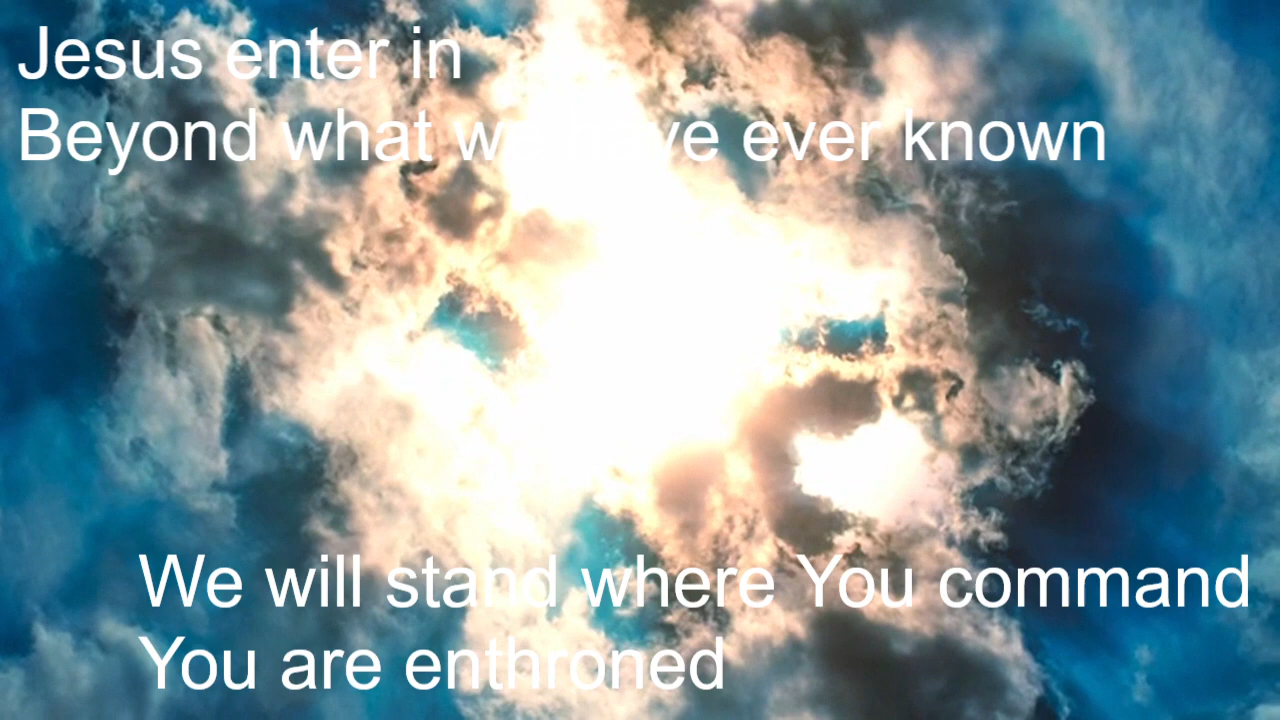 Jesus enter in
Beyond what we have ever known
We will stand where You command
You are enthroned